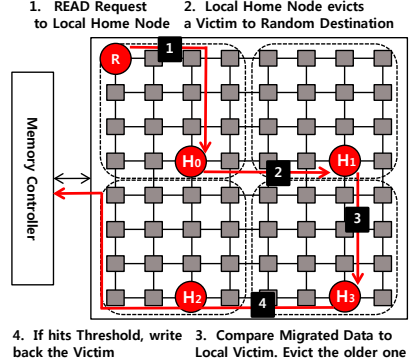 1. READ Request
to Local Home Node
2. Local Home Node evicts
a Victim to Random Destination
R
1
Memory Controller
H0
2
H1
3
H2
4
H3
4. If hits Threshold, write
back the Victim
3. Compare Migrated Data to
Local Victim. Evict the older one